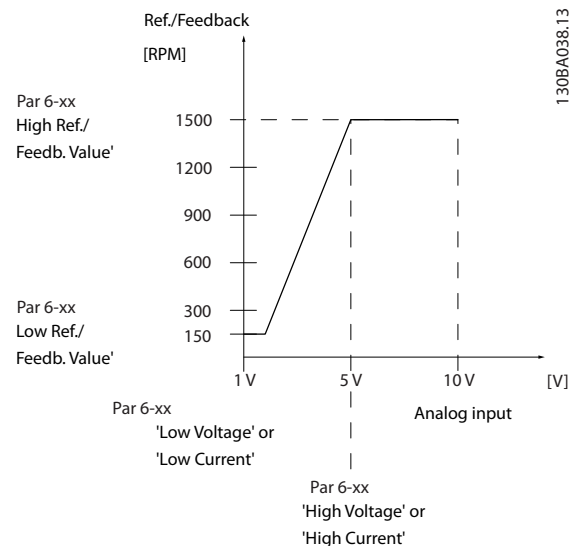 Ref./Feedback
[RPM]
130BA038.13
Par 6-xx
High Ref./
Feedb. Value'
1500
1200
900
600
300
150
Par 6-xx
Low Ref./
Feedb. Value'
1 V
5 V
10 V
[V]
Analog input
Par 6-xx
'Low Voltage' or
'Low Current'
Par 6-xx
'High Voltage' or
'High Current'